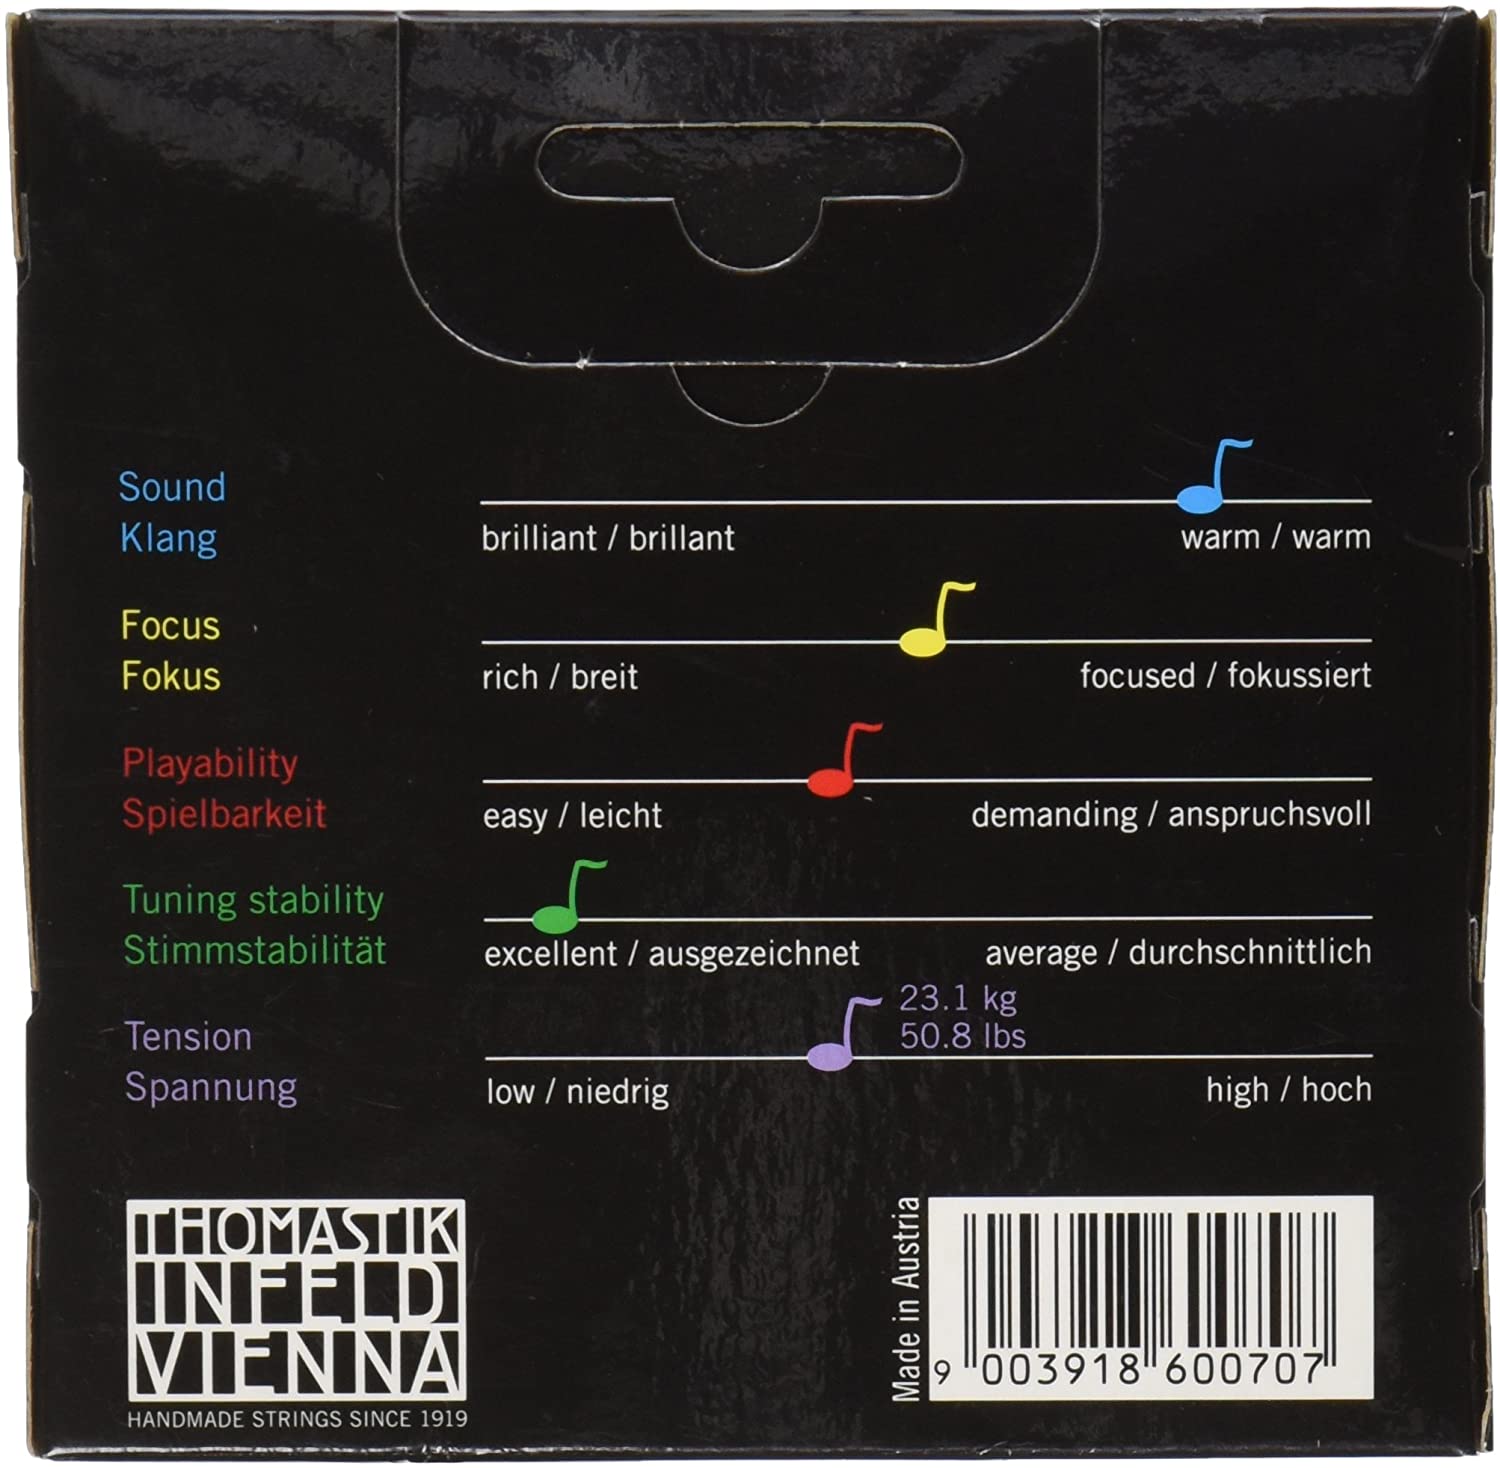 Sound
Klang
brilliant / brillant
warm / warm
Focus
Fokus
rich / breit
focused / fokussiert
Playability
Spielbarkeit
easy / leicht
demanding / anspruchsvoll
Tuning stability
Stimmstabilität
excellent / ausgezeichnet
average / durchschnittlich
Tension
Spannung
23.1 kg
50.8 lbs
low / niedrig
high / hoch
THOMASTIK
INFELD
VIENNA
HANDMADE STRINGS SINCE 1919
Made in Austria
9 003918 600707